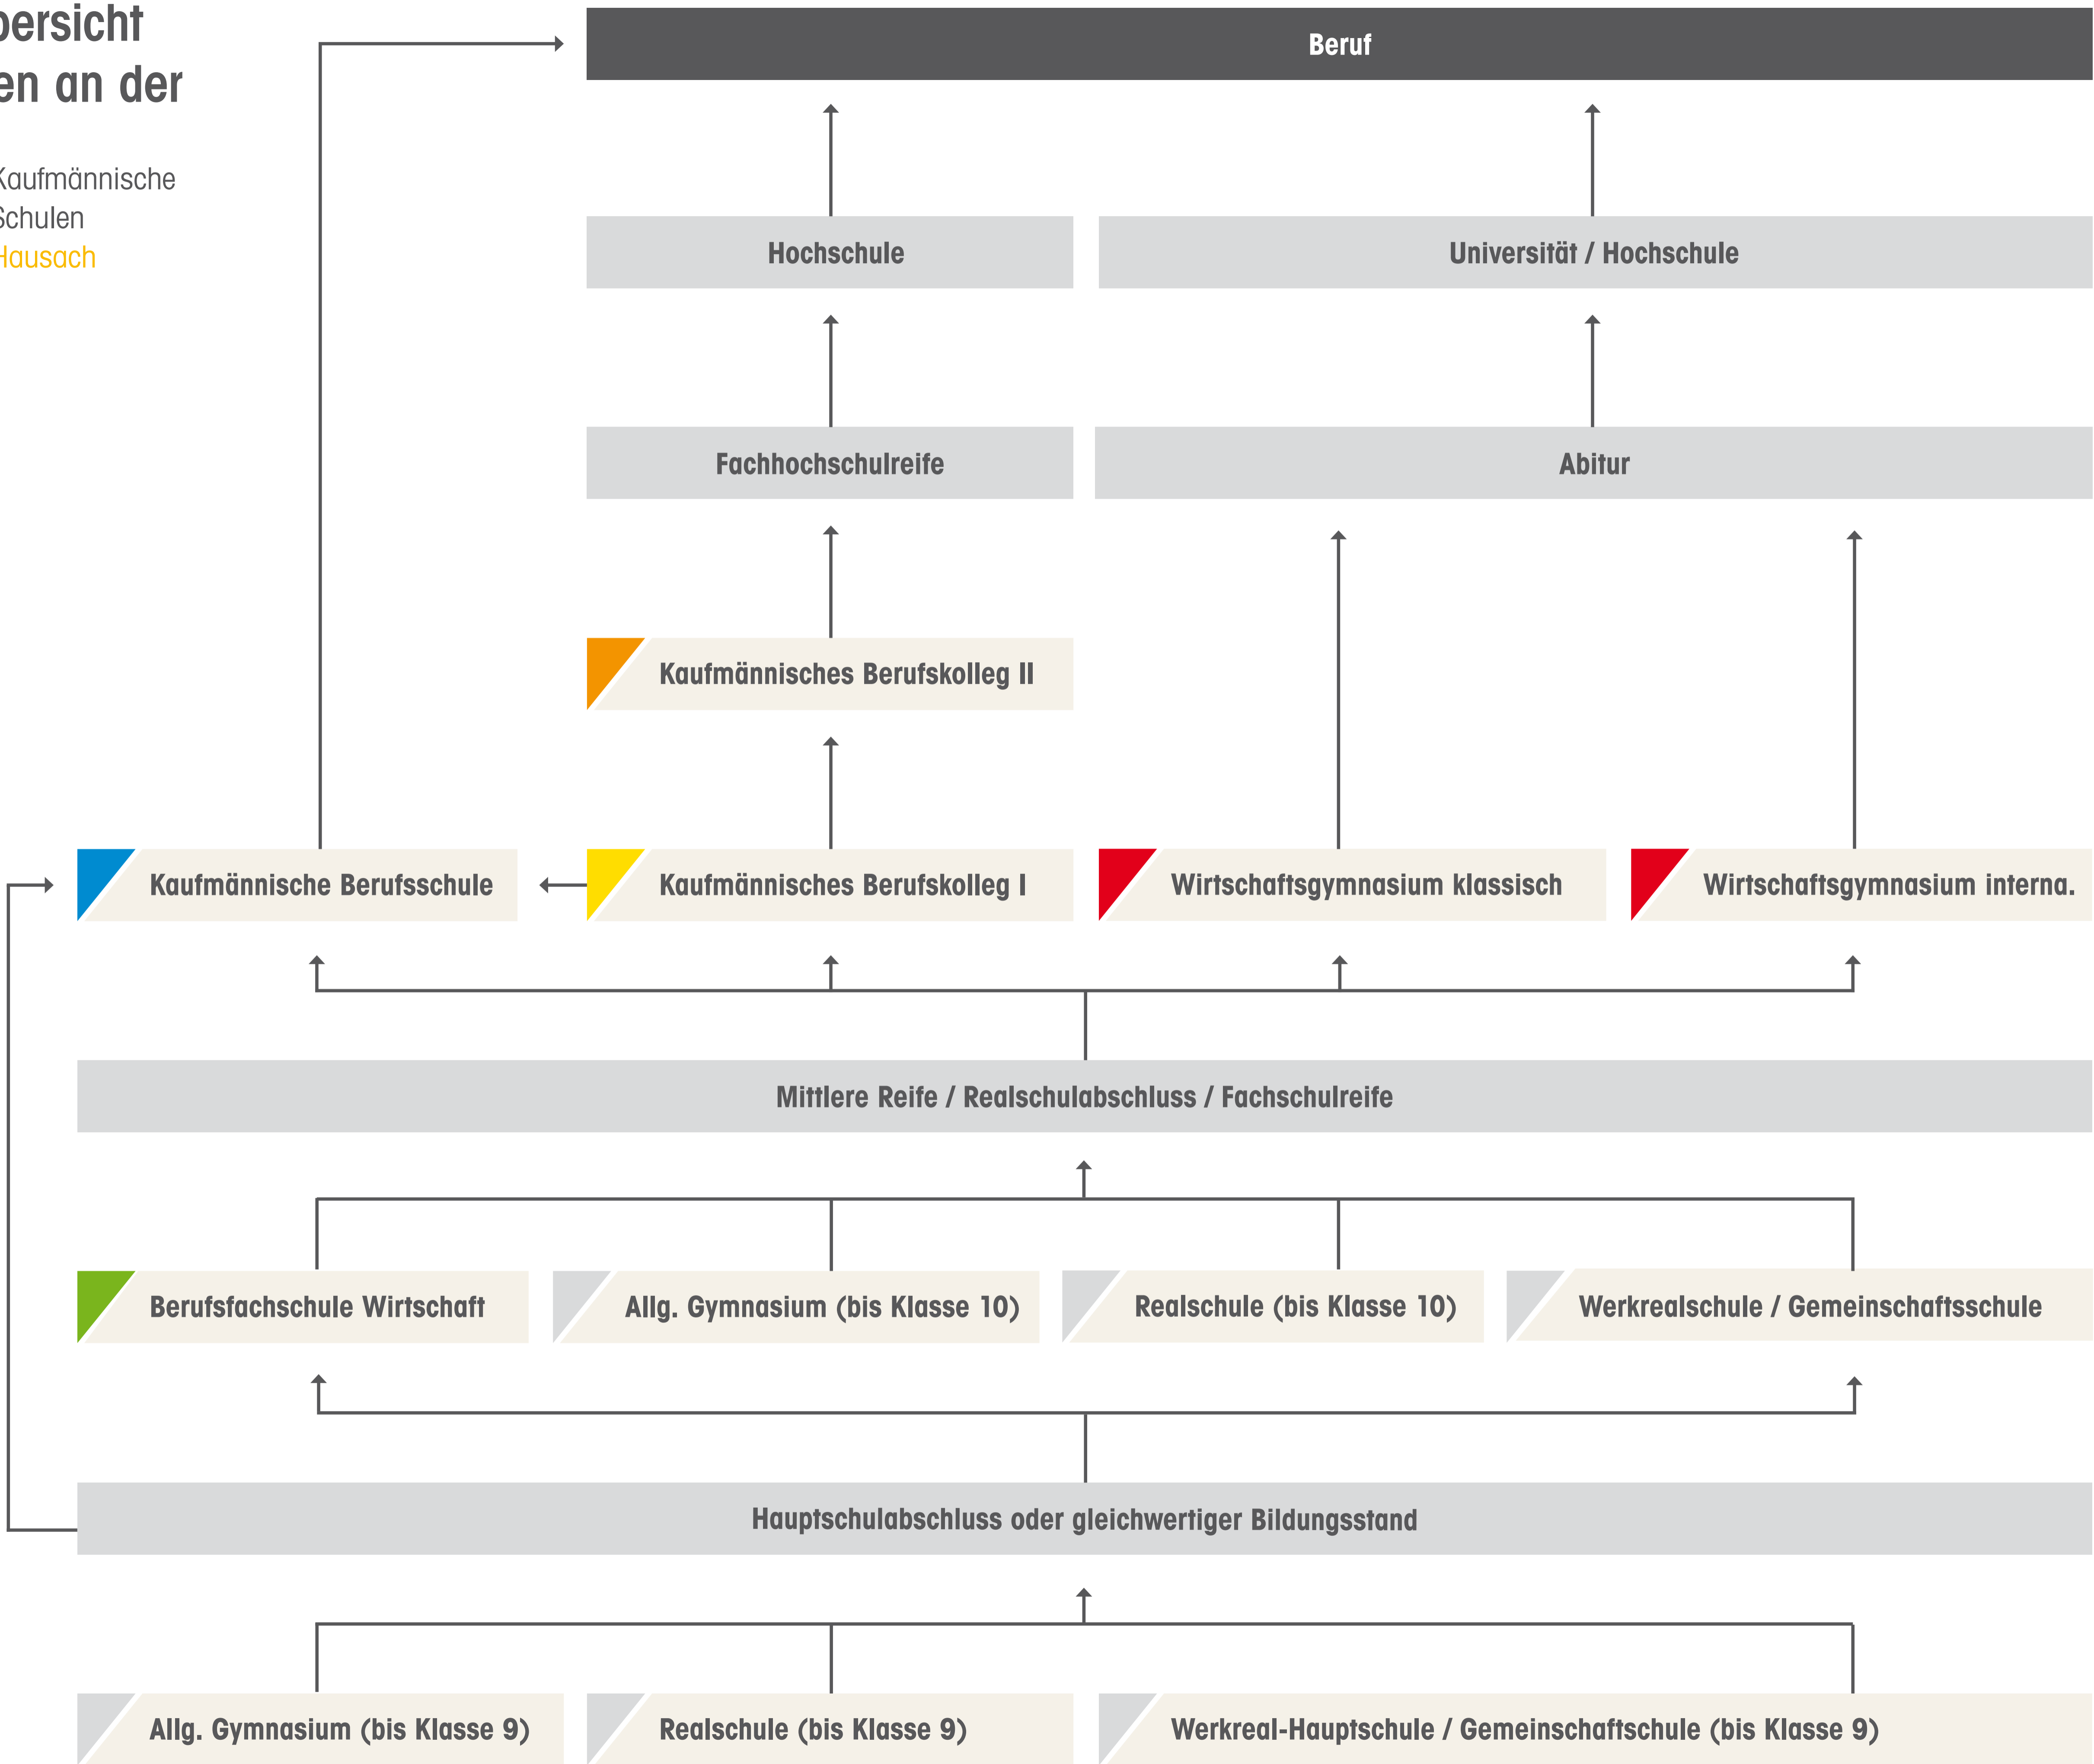 bersicht
en an der
Kaufmännische
Schulen
Hausach
Beruf
Hochschule
Universität / Hochschule
Fachhochschulreife
Abitur
Kaufmännisches Berufskolleg II
Kaufmännische Berufsschule
Kaufmännisches Berufskolleg I
Wirtschaftsgymnasium klassisch
Wirtschaftsgymnasium interna.
Mittlere Reife / Realschulabschluss / Fachschulreife
Berufsfachschule Wirtschaft
Allg. Gymnasium (bis Klasse 10)
Realschule (bis Klasse 10)
Werkrealschule / Gemeinschaftsschule
Hauptschulabschluss oder gleichwertiger Bildungsstand
Allg. Gymnasium (bis Klasse 9)
Realschule (bis Klasse 9)
Werkreal-Hauptschule / Gemeinschaftschule (bis Klasse 9)